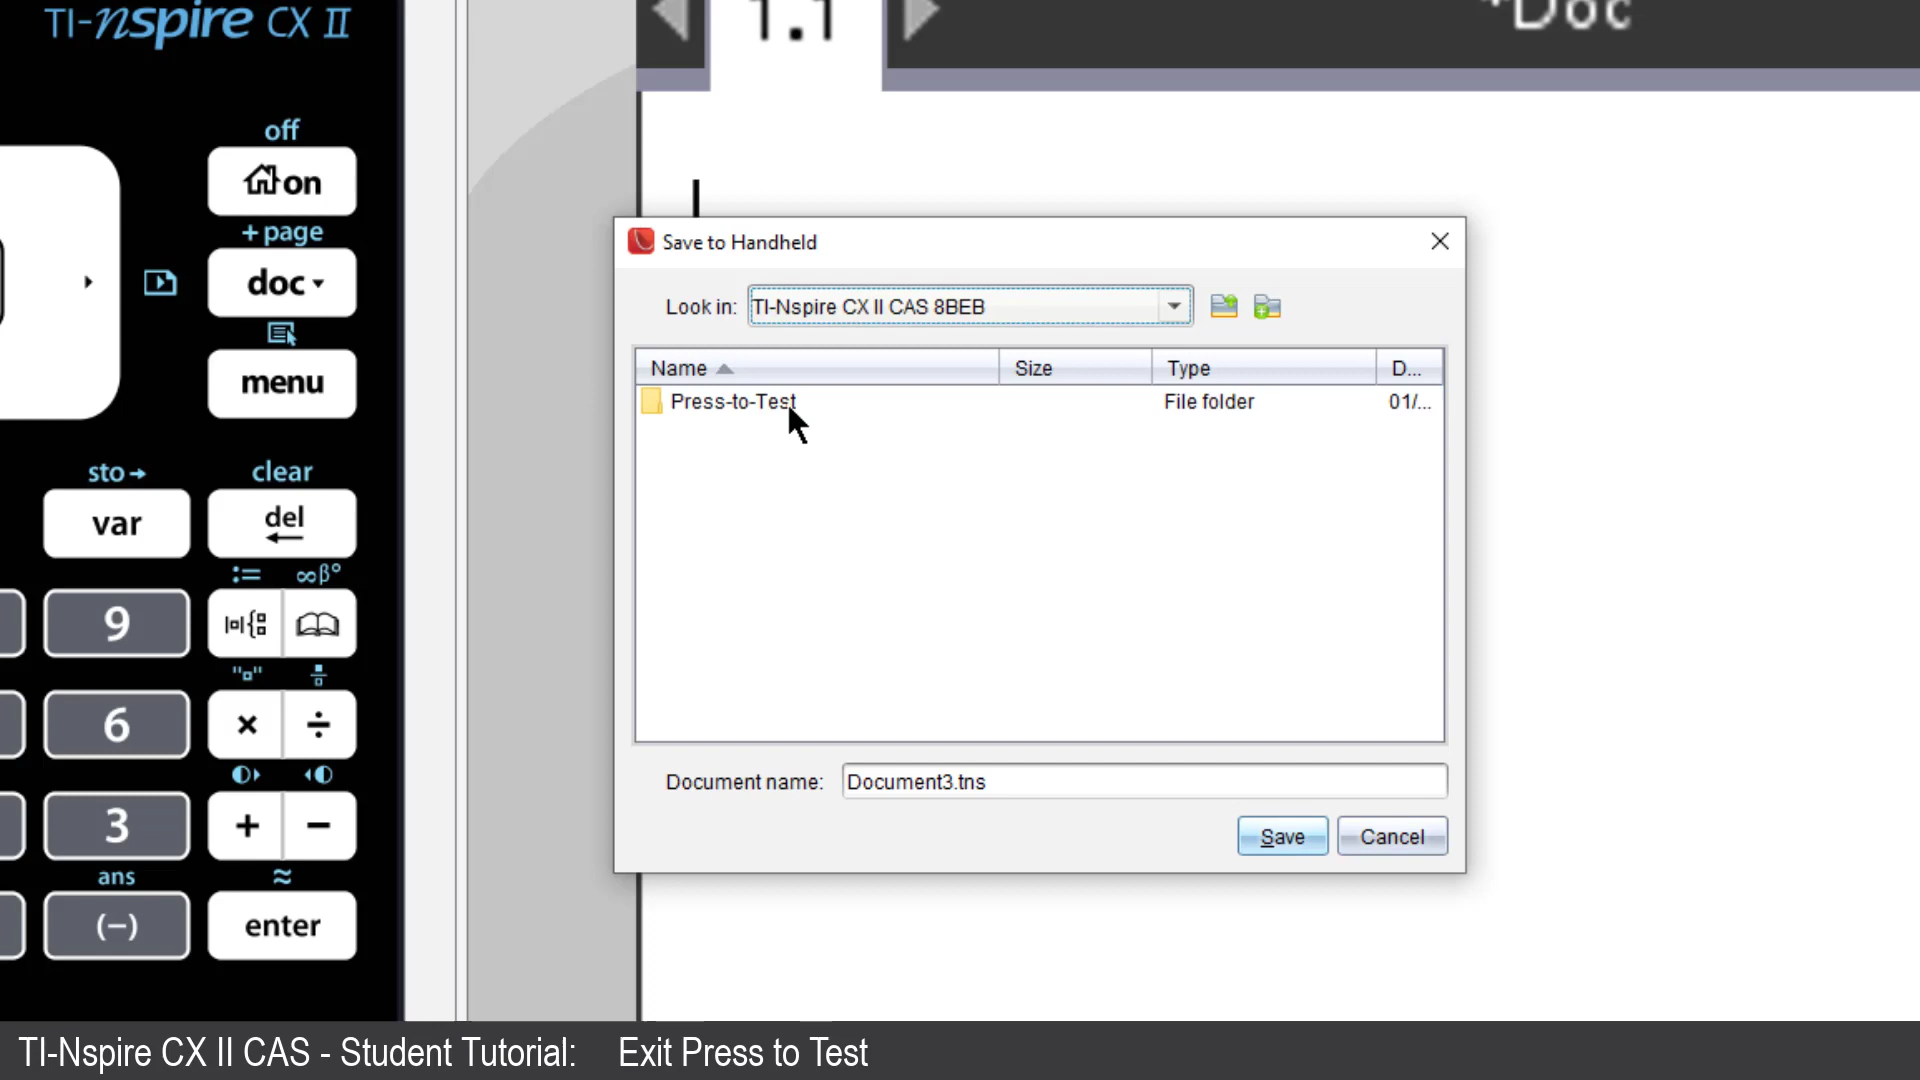 TI-nspire CX II
1.1
*Doc
off
on
+ page
doc
menu
sto→
clear
var
del
:=
∞β°
9
"▫"
6
×
÷
3
+
−
ans
≈
(−)
enter
Save to Handheld
Look in:
TI-Nspire CX II CAS 8BEB
Name
Size
Type
D...
Press-to-Test
File folder
01/...
Document name:
Document3.tns
Save
Cancel
TI-Nspire CX II CAS - Student Tutorial: Exit Press to Test